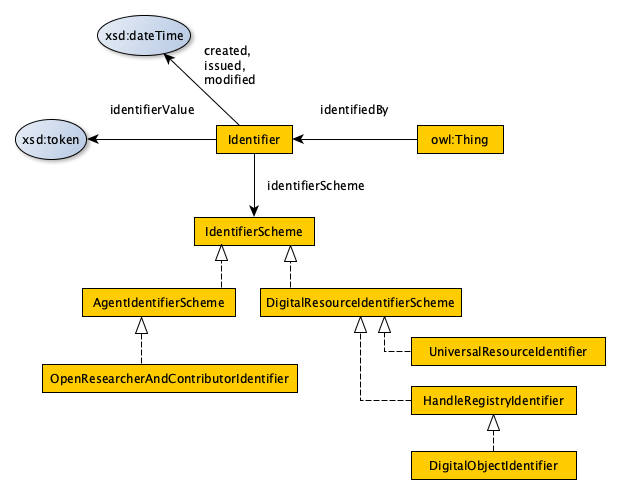 xsd:dateTime
created,
issued,
modified
identifierValue
identifiedBy
xsd:token
Identifier
owl:Thing
identifierScheme
IdentifierScheme
AgentIdentifierScheme
DigitalResourceIdentifierScheme
UniversalResourceIdentifier
OpenResearcherAndContributorIdentifier
HandleRegistryIdentifier
DigitalObjectIdentifier